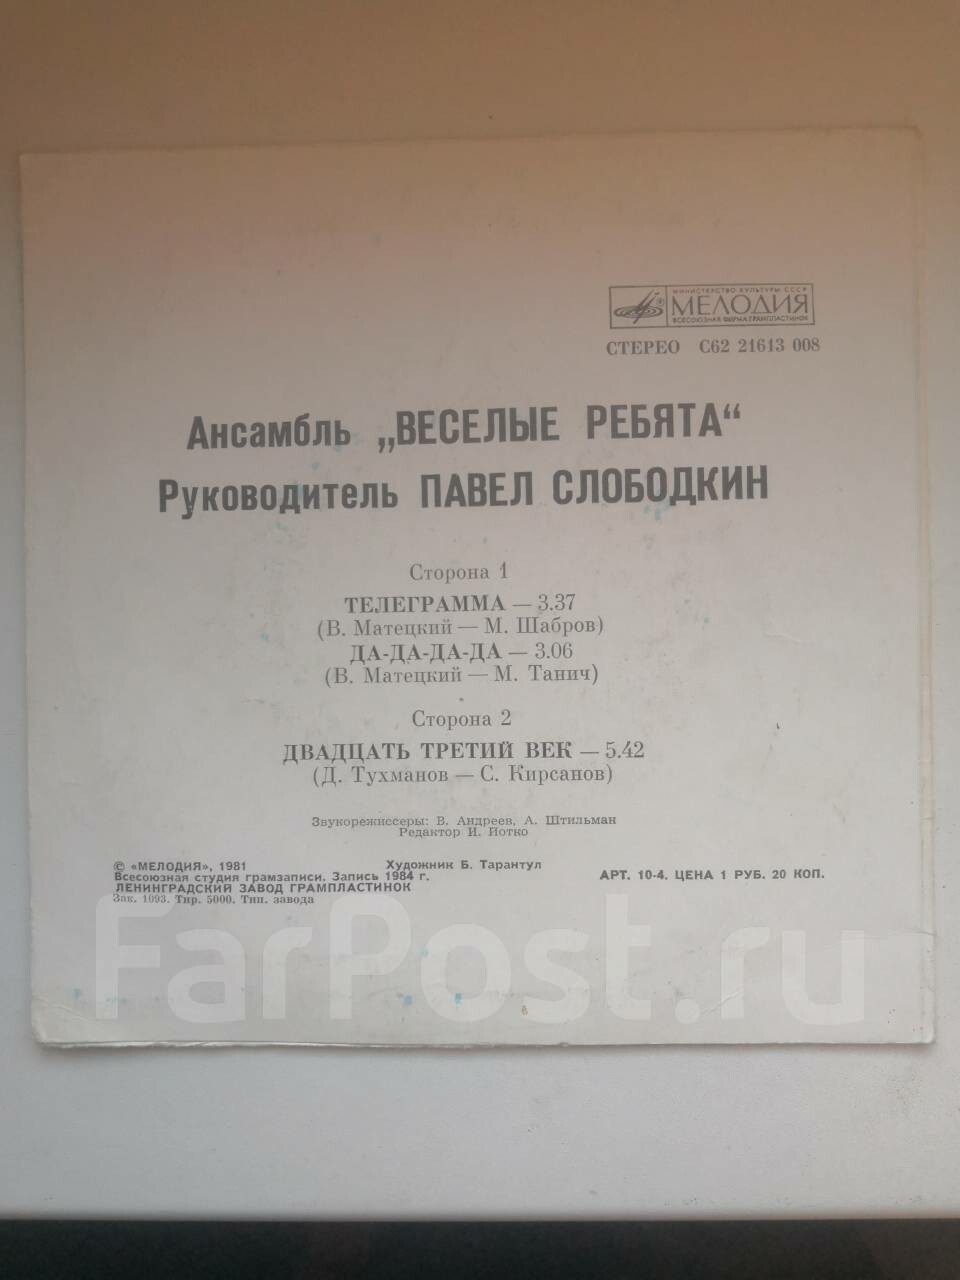 МИНИСТЕРСТВО КУЛЬТУРЫ СССР
МЕЛОДИЯ
ВСЕСОЮЗНАЯ ФИРМА ГРАМПЛАСТИНОК
СТЕРЕО С62 21613 008
Ансамбль „ВЕСЕЛЫЕ РЕБЯТА“
Руководитель ПАВЕЛ СЛОБОДКИН
Сторона 1
ТЕЛЕГРАММА — 3.37
(В. Матецкий — М. Шабров)
ДА-ДА-ДА-ДА — 3.06
(В. Матецкий — М. Танич)
Сторона 2
ДВАДЦАТЬ ТРЕТИЙ ВЕК — 5.42
(Д. Тухманов — С. Кирсанов)
Звукорежиссеры: В. Андреев, А. Штильман
Редактор И. Йотко
© «МЕЛОДИЯ», 1981 Художник Б. Тарантул
Всесоюзная студия грамзаписи. Запись 1984 г.
ЛЕНИНГРАДСКИЙ ЗАВОД ГРАМПЛАСТИНОК
Зак. 1093. Тир. 5000. Тип. завода
АРТ. 10-4. ЦЕНА 1 РУБ. 20 КОП.
FarPost.ru